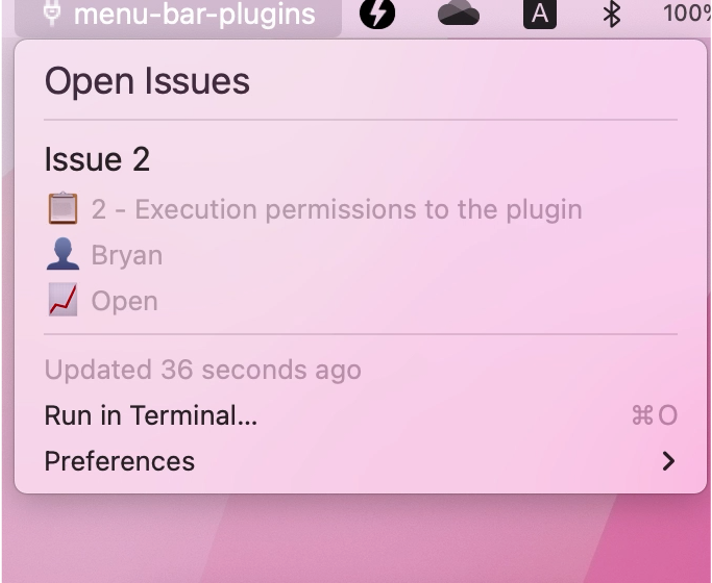 menu-bar-plugins A 100%
Open Issues
Issue 2
2 - Execution permissions to the plugin
Bryan
Open
Updated 36 seconds ago
Run in Terminal... ⌘O
Preferences